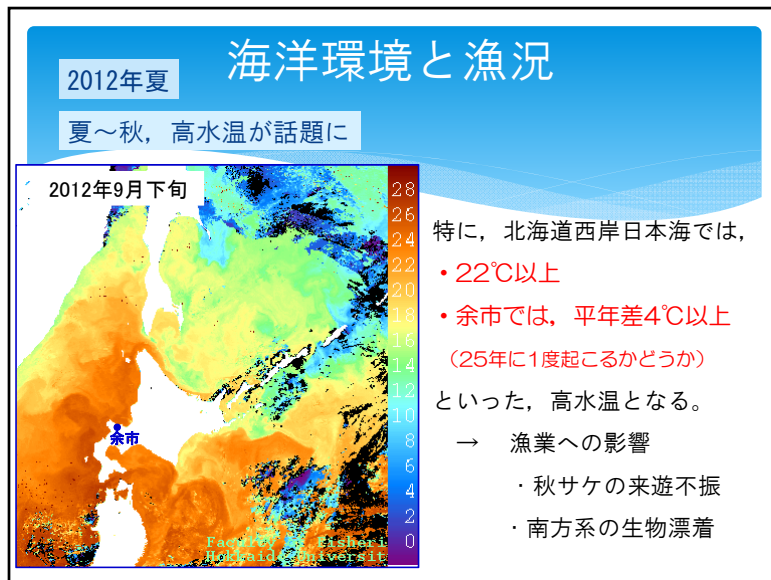 海洋環境と漁況
2012年夏
夏～秋，高水温が話題に
2012年9月下旬
28
26
24
22
20
18
16
14
12
10
8
6
4
2
0
余市
Hokkaido
特に，北海道西岸日本海では，
・22℃以上
・余市では，平年差4℃以上
（25年に1度起こるかどうか）
といった，高水温となる。
→ 漁業への影響
・秋サケの来遊不振
・南方系の生物漂着